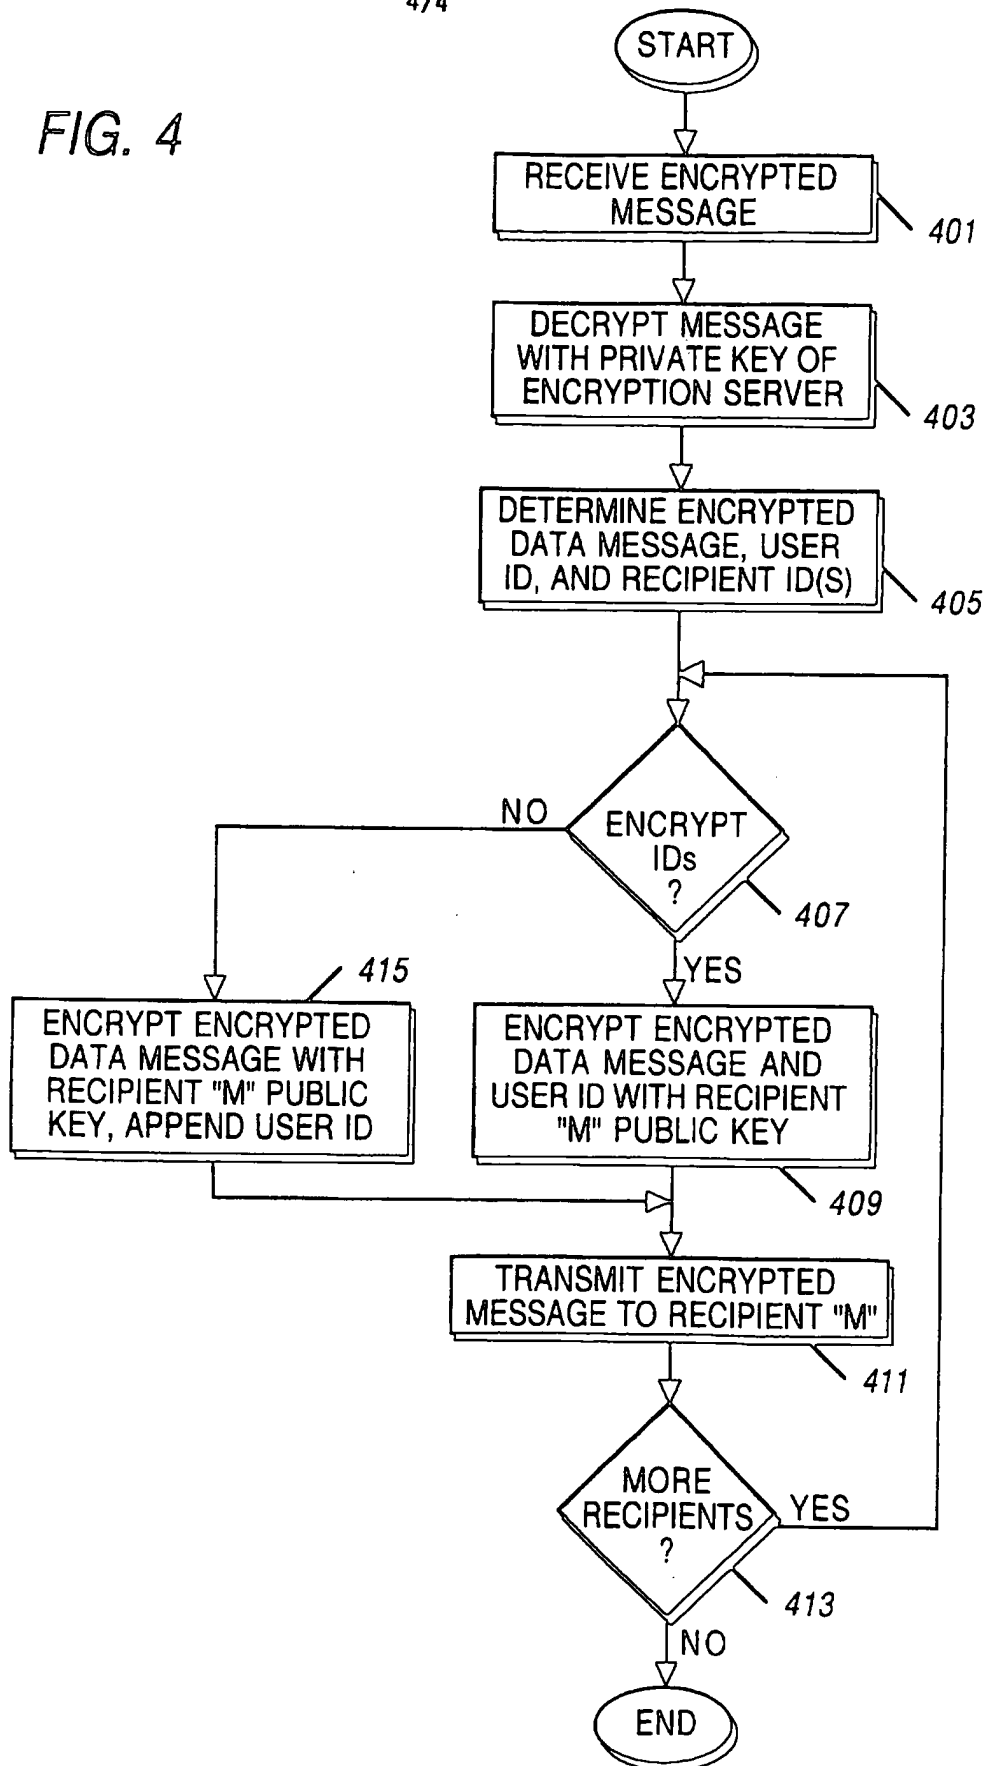 4/4
START
FIG. 4
RECEIVE ENCRYPTED
MESSAGE
401
DECRYPT MESSAGE
WITH PRIVATE KEY OF
ENCRYPTION SERVER
403
DETERMINE ENCRYPTED
DATA MESSAGE, USER
ID, AND RECIPIENT ID(S)
405
NO
ENCRYPT
IDs
?
407
YES
415
ENCRYPT ENCRYPTED
DATA MESSAGE WITH
RECIPIENT "M" PUBLIC
KEY, APPEND USER ID
ENCRYPT ENCRYPTED
DATA MESSAGE AND
USER ID WITH RECIPIENT
"M" PUBLIC KEY
409
TRANSMIT ENCRYPTED
MESSAGE TO RECIPIENT "M"
411
MORE
RECIPIENTS
?
YES
413
NO
END